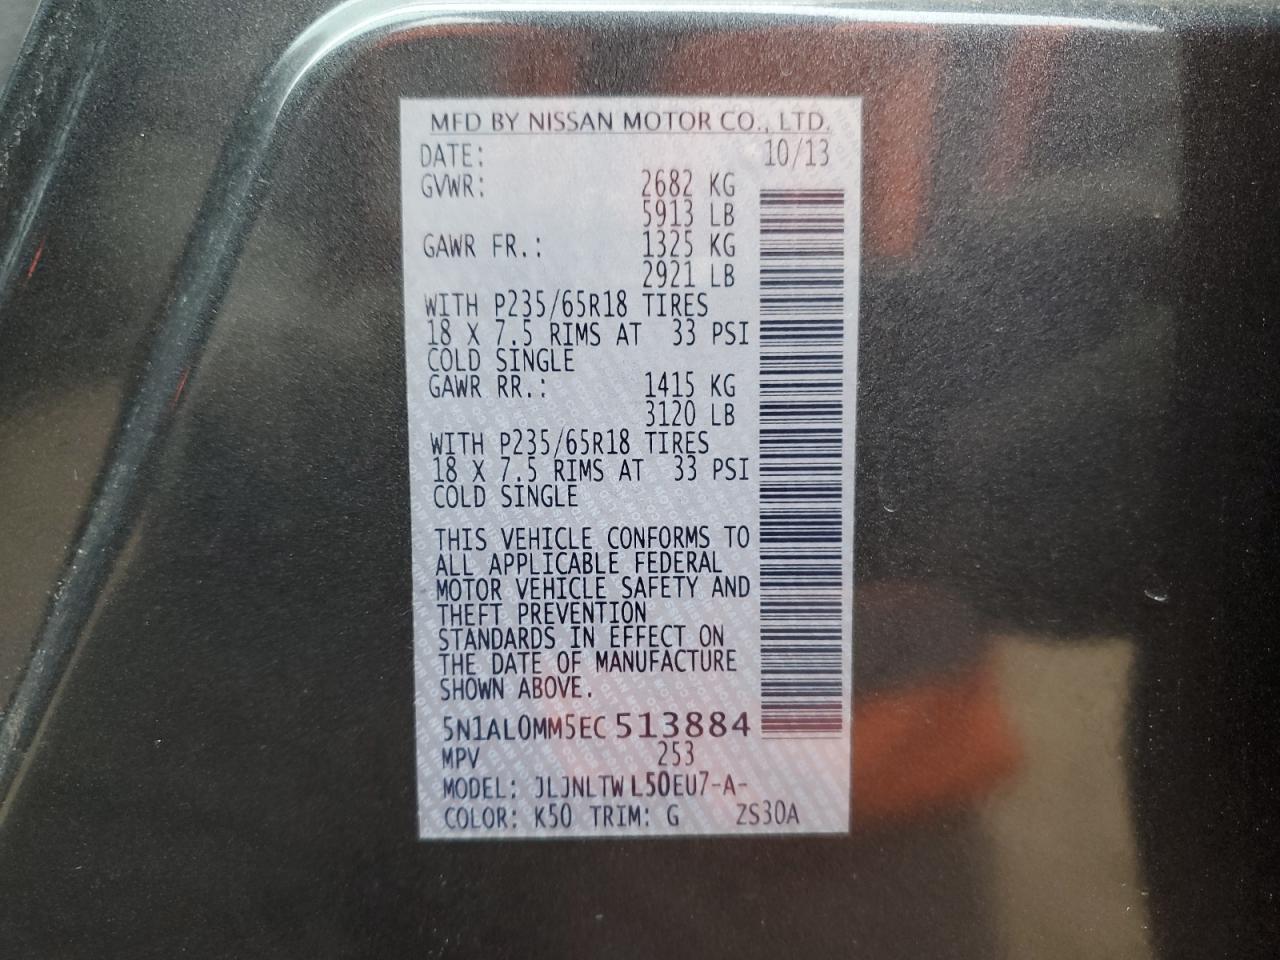 MFD BY NISSAN MOTOR CO., LTD.
DATE: 10/13
GVWR: 2682 KG
5913 LB
GAWR FR.: 1325 KG
2921 LB
WITH P235/65R18 TIRES
18 X 7.5 RIMS AT 33 PSI
COLD SINGLE
GAWR RR.: 1415 KG
3120 LB
WITH P235/65R18 TIRES
18 X 7.5 RIMS AT 33 PSI
COLD SINGLE
THIS VEHICLE CONFORMS TO
ALL APPLICABLE FEDERAL
MOTOR VEHICLE SAFETY AND
THEFT PREVENTION
STANDARDS IN EFFECT ON
THE DATE OF MANUFACTURE
SHOWN ABOVE.
5N1AL0MM5EC513884
MPV 253
MODEL: JLJNLTWL50EU7-A-
COLOR: K50 TRIM: G ZS30A